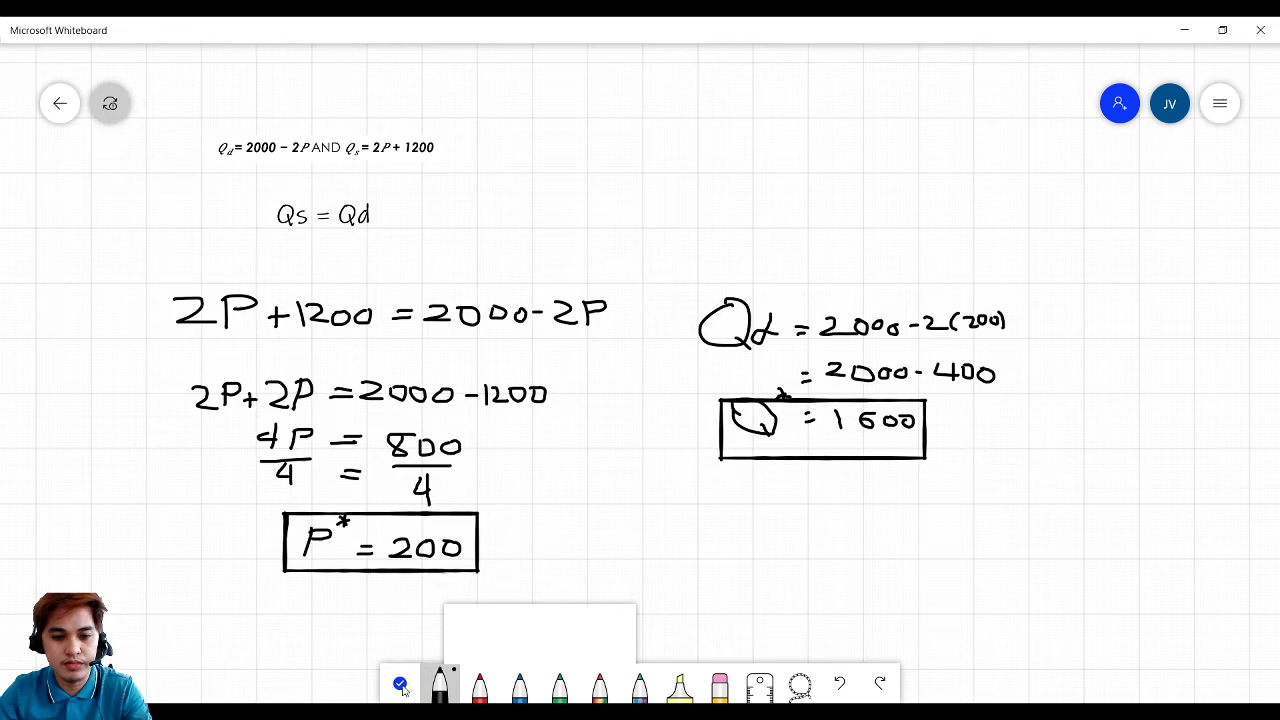 Microsoft Whiteboard
JV
Qd = 2000 − 2P AND Qs = 2P + 1200
Qs = Qd
2P + 1200 = 2000 - 2P
2P + 2P = 2000 - 1200
4P = 800
4 = 4
P* = 200
Qd = 2000 - 2(200)
= 2000 - 400
Q* = 1600